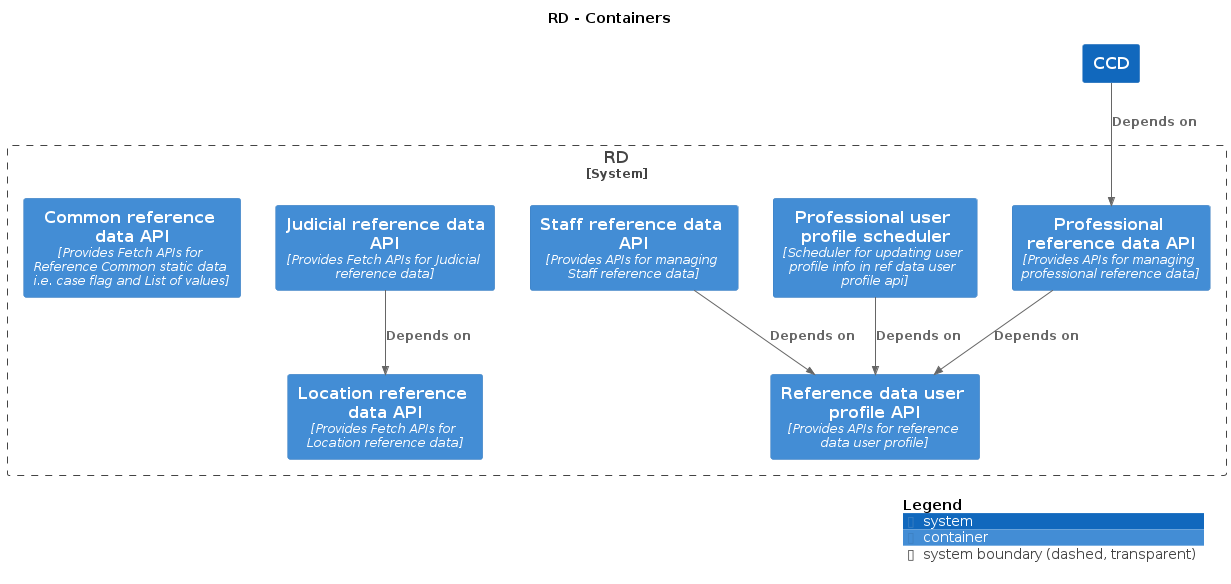 RD - Containers
CCD
Depends on
RD
[System]
Common reference
data API
[Provides Fetch APIs for
Reference Common static data
i.e. case flag and List of values]
Judicial reference data
API
[Provides Fetch APIs for Judicial
reference data]
Staff reference data
API
[Provides APIs for managing
Staff reference data]
Professional user
profile scheduler
[Scheduler for updating user
profile info in ref data user
profile api]
Professional
reference data API
[Provides APIs for managing
professional reference data]
Depends on
Depends on
Depends on
Depends on
Location reference
data API
[Provides Fetch APIs for
Location reference data]
Reference data user
profile API
[Provides APIs for reference
data user profile]
Legend
system
container
system boundary (dashed, transparent)